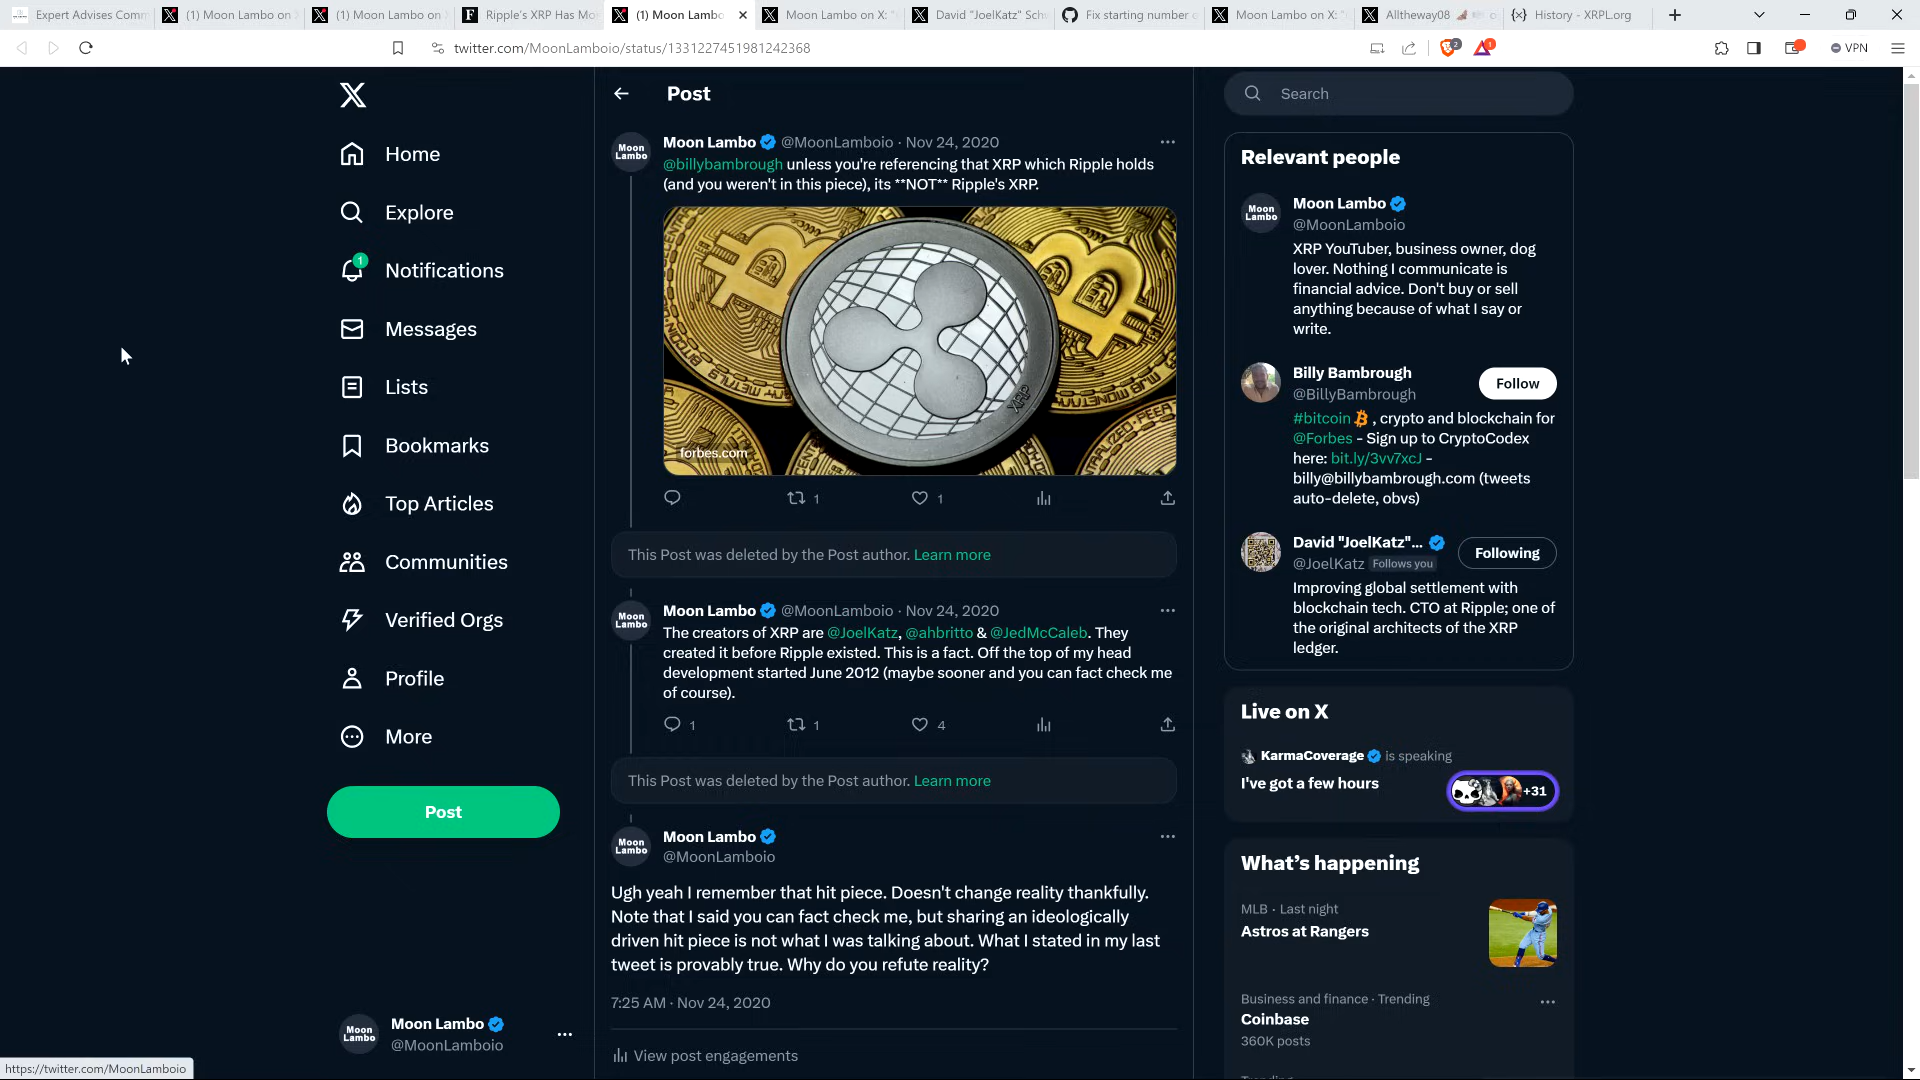 Expert Advises Comm
(1) Moon Lambo on X
(1) Moon Lambo on X
Ripple's XRP Has Mo
(1) Moon Lambo
Moon Lambo on X: "
David "JoelKatz" Sch
Fix starting number o
Moon Lambo on X: "
Alltheway08
History - XRPL.org
twitter.com/MoonLamboio/status/1331227451981242368
2
1
VPN
Home
Explore
1
Notifications
Messages
Lists
Bookmarks
Top Articles
Communities
Verified Orgs
Profile
More
Post
Moon Lambo
Moon Lambo
@MoonLamboio
https://twitter.com/MoonLamboio
Post
Moon Lambo
Moon Lambo @MoonLamboio · Nov 24, 2020
@billybambrough unless you're referencing that XRP which Ripple holds
(and you weren't in this piece), its **NOT** Ripple's XRP.
XRP
forbes.com
1 1
This Post was deleted by the Post author. Learn more
Moon Lambo
Moon Lambo @MoonLamboio · Nov 24, 2020
The creators of XRP are @JoelKatz, @ahbritto & @JedMcCaleb. They
created it before Ripple existed. This is a fact. Off the top of my head
development started June 2012 (maybe sooner and you can fact check me
of course).
1 1 4
This Post was deleted by the Post author. Learn more
Moon Lambo
Moon Lambo
@MoonLamboio
Ugh yeah I remember that hit piece. Doesn't change reality thankfully.
Note that I said you can fact check me, but sharing an ideologically
driven hit piece is not what I was talking about. What I stated in my last
tweet is provably true. Why do you refute reality?
7:25 AM · Nov 24, 2020
View post engagements
Search
Relevant people
Moon Lambo
Moon Lambo
@MoonLamboio
XRP YouTuber, business owner, dog
lover. Nothing I communicate is
financial advice. Don't buy or sell
anything because of what I say or
write.
Billy Bambrough
@BillyBambrough
Follow
#bitcoin , crypto and blockchain for
@Forbes - Sign up to CryptoCodex
here: bit.ly/3vv7xcJ -
billy@billybambrough.com (tweets
auto-delete, obvs)
David "JoelKatz"...
@JoelKatz Follows you
Following
Improving global settlement with
blockchain tech. CTO at Ripple; one of
the original architects of the XRP
ledger.
Live on X
KarmaCoverage is speaking
I've got a few hours
+31
What's happening
MLB · Last night
Astros at Rangers
Business and finance · Trending
Coinbase
360K posts